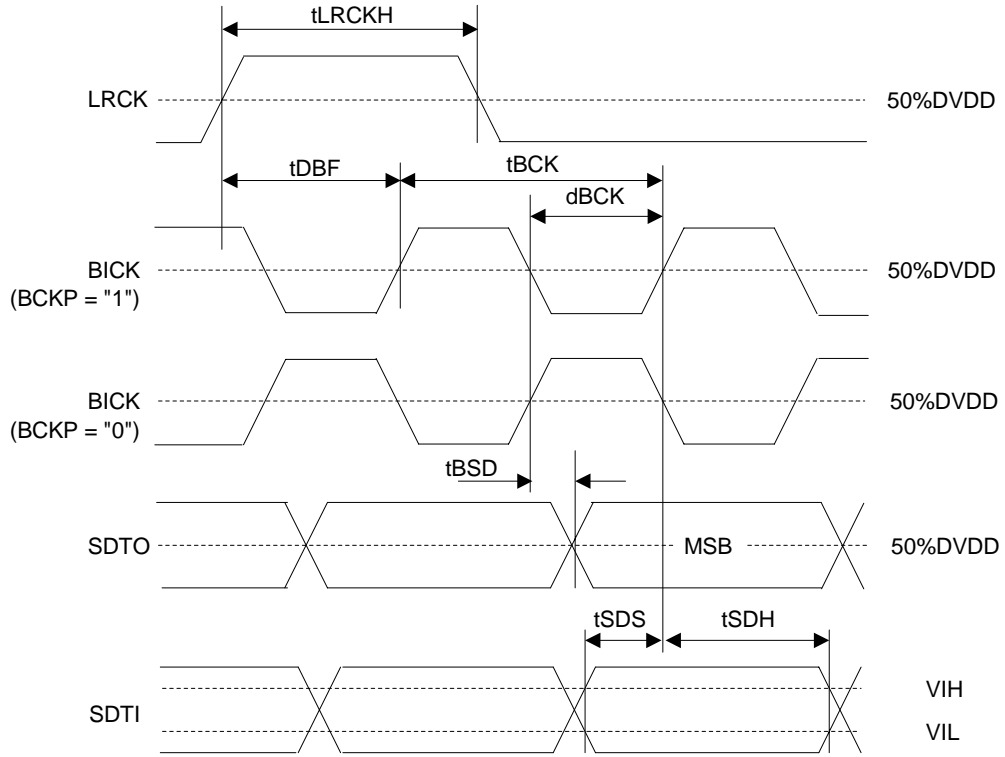 tLRCKH
LRCK
50%DVDD
tDBF
tBCK
dBCK
BICK
(BCKP = "1")
50%DVDD
BICK
(BCKP = "0")
50%DVDD
tBSD
SDTO
MSB
50%DVDD
tSDS
tSDH
SDTI
VIH
VIL